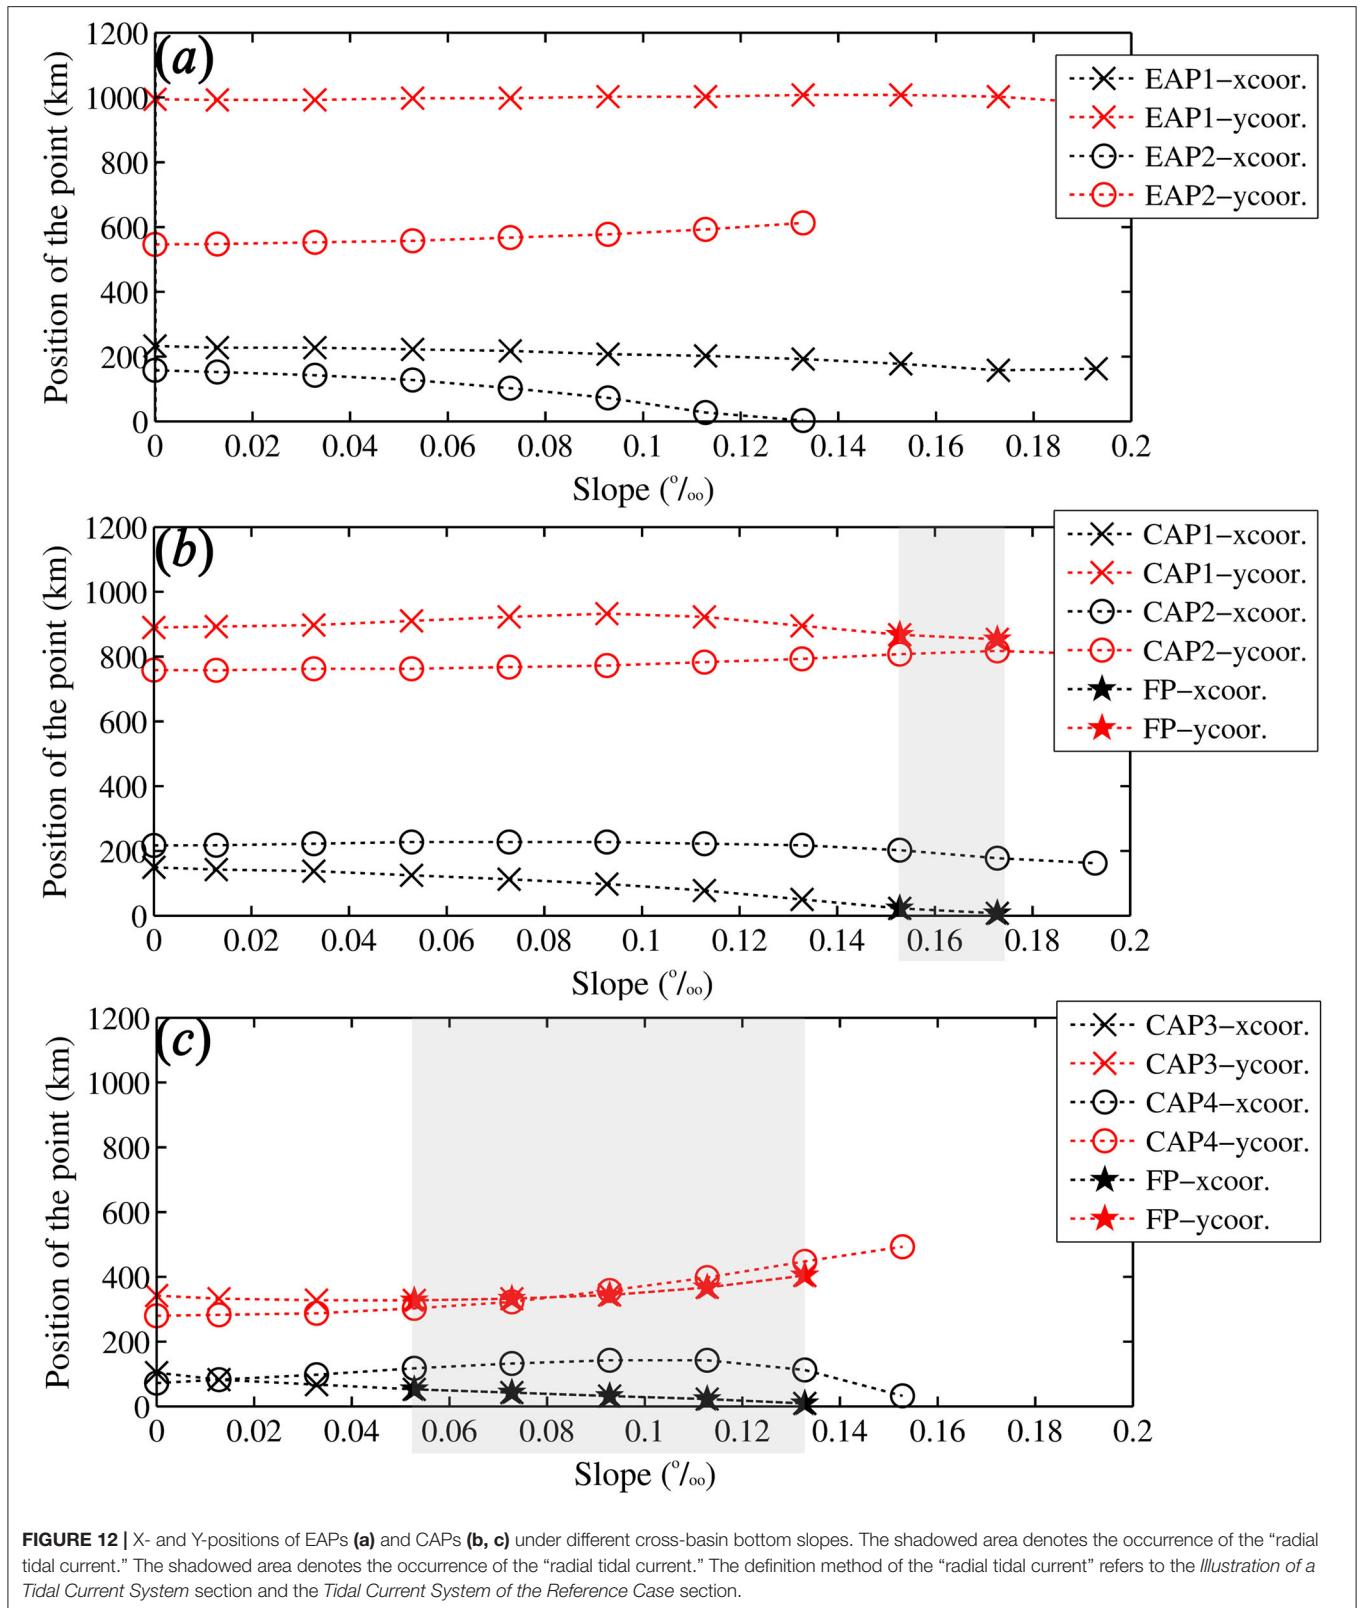 (a)
Position of the point (km)
1200
1000
800
600
400
200
0
0 0.02 0.04 0.06 0.08 0.1 0.12 0.14 0.16 0.18 0.2
Slope (º/₀₀)
EAP1−xcoor.
EAP1−ycoor.
EAP2−xcoor.
EAP2−ycoor.
(b)
Position of the point (km)
1200
1000
800
600
400
200
0
0 0.02 0.04 0.06 0.08 0.1 0.12 0.14 0.16 0.18 0.2
Slope (º/₀₀)
CAP1−xcoor.
CAP1−ycoor.
CAP2−xcoor.
CAP2−ycoor.
FP−xcoor.
FP−ycoor.
(c)
Position of the point (km)
1200
1000
800
600
400
200
0
0 0.02 0.04 0.06 0.08 0.1 0.12 0.14 0.16 0.18 0.2
Slope (º/₀₀)
CAP3−xcoor.
CAP3−ycoor.
CAP4−xcoor.
CAP4−ycoor.
FP−xcoor.
FP−ycoor.
FIGURE 12 | X- and Y-positions of EAPs (a) and CAPs (b, c) under different cross-basin bottom slopes. The shadowed area denotes the occurrence of the “radial
tidal current.” The shadowed area denotes the occurrence of the “radial tidal current.” The definition method of the “radial tidal current” refers to the Illustration of a
Tidal Current System section and the Tidal Current System of the Reference Case section.